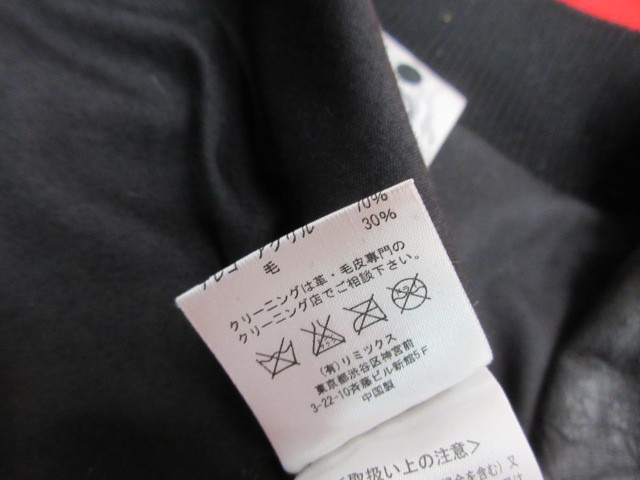 70%
アクリル
毛 30%
クリーニングは革・毛皮専門の
クリーニング店でご相談下さい。
(有)リミックス
東京都渋谷区神宮前
3-22-10斉藤ビル新館5F
中国製
取扱い上の注意>